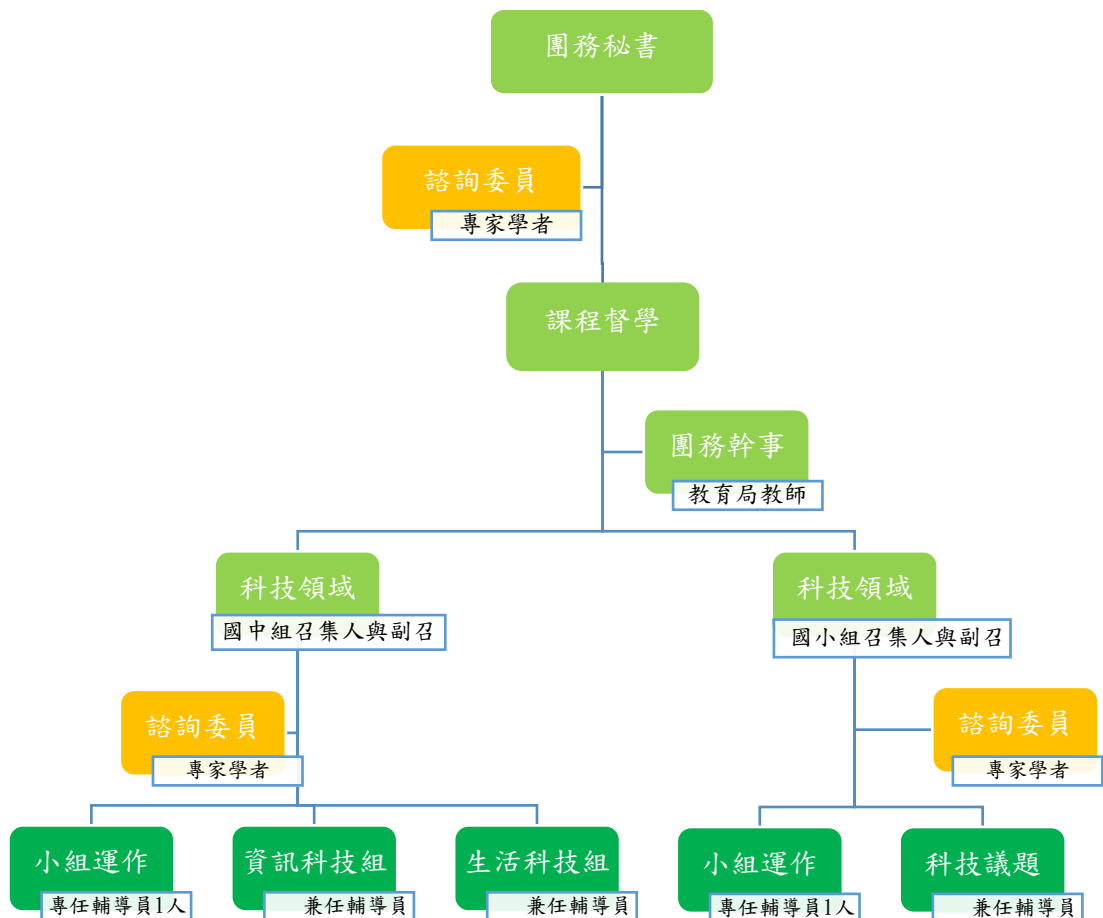 團務秘書
諮詢委員
專家學者
課程督學
團務幹事
教育局教師
科技領域
國中組召集人與副召
科技領域
國小組召集人與副召
諮詢委員
專家學者
諮詢委員
專家學者
小組運作
專任輔導員1人
資訊科技組
兼任輔導員
生活科技組
兼任輔導員
小組運作
專任輔導員1人
科技議題
兼任輔導員